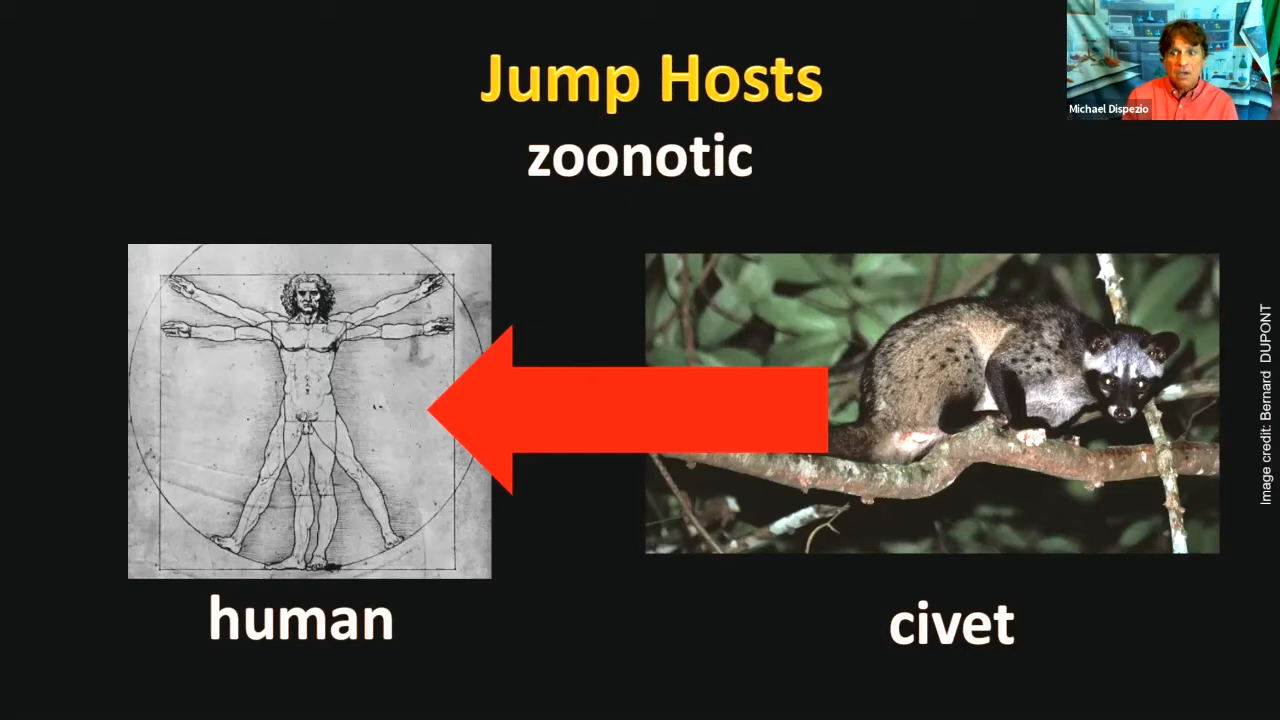 Jump Hosts
zoonotic
Michael Dispezio
Image credit: Bernard DUPONT
human
civet